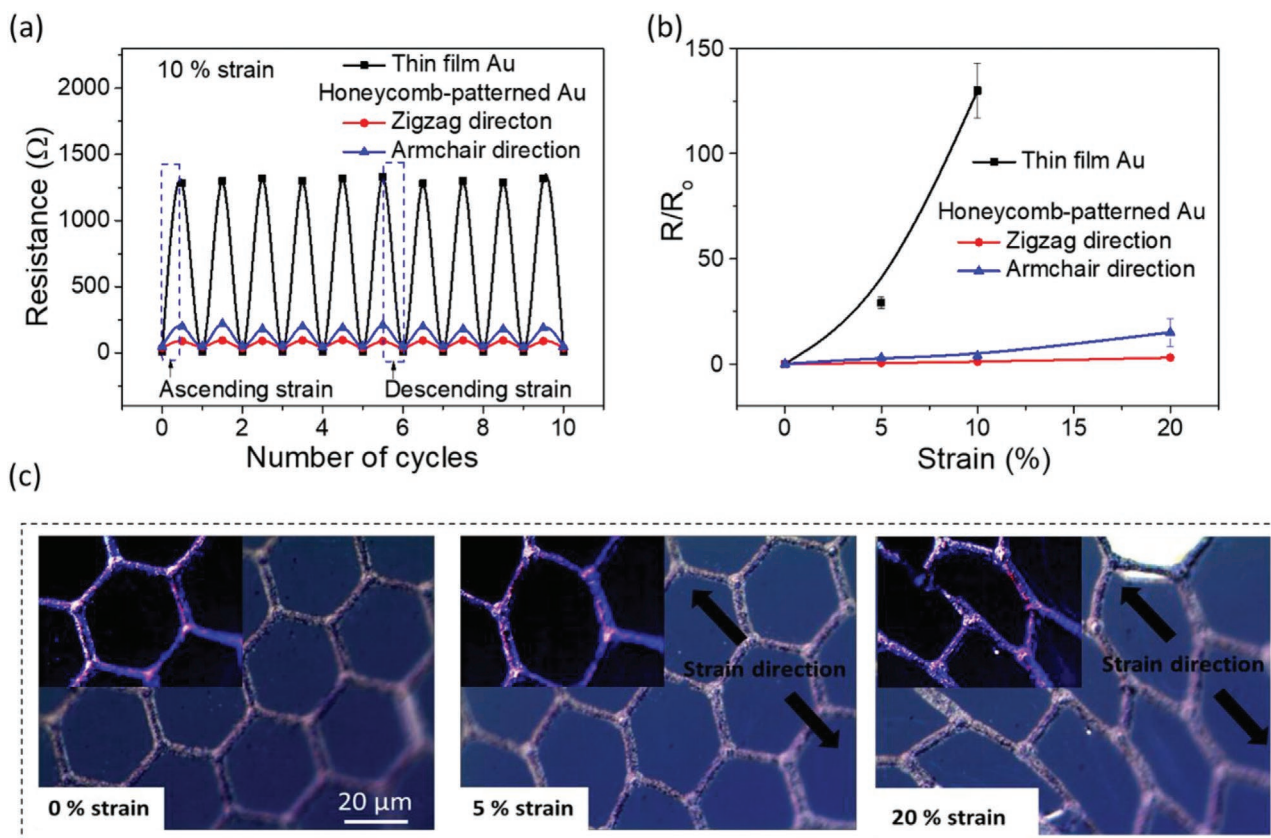 (a)
10 % strain
Thin film Au
Honeycomb-patterned Au
Zigzag directon
Armchair direction
2000
1500
1000
500
0
Resistance (Ω)
Ascending strain
Descending strain
0 2 4 6 8 10
Number of cycles
(b)
150
100
50
0
R/Ro
Thin film Au
Honeycomb-patterned Au
Zigzag direction
Armchair direction
0 5 10 15 20
Strain (%)
(c)
0 % strain
20 µm
Strain direction
5 % strain
Strain direction
20 % strain